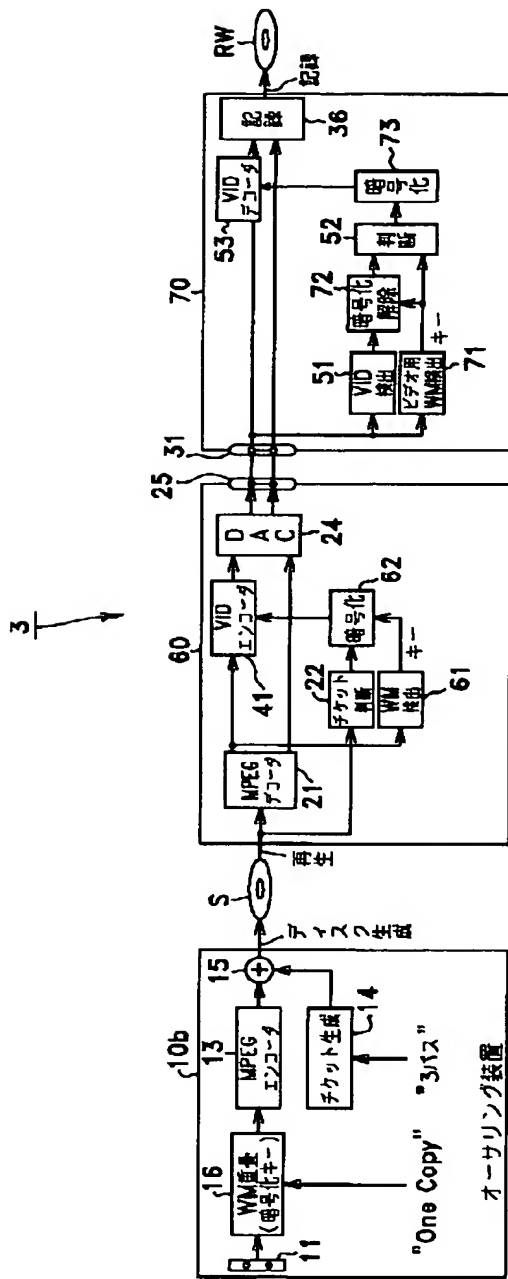 3
10b
16
WM重畳
(暗号化キー)
11
13
MPEG
エンコーダ
15
チケット生成
14
"One Copy"
"3パス"
オーサリング装置
S
ディスク生成
再生
60
MPEG
デコーダ
21
VID
エンコーダ
41
D
A
C
24
25
チケット
判断
22
WM
検出
61
暗号化
62
キー
31
70
VID
デコーダ
53
記録
36
記録
RW
VID
検出
51
暗号化
解除
72
判断
52
暗号化
73
ビデオ用
WM検出
71
キー